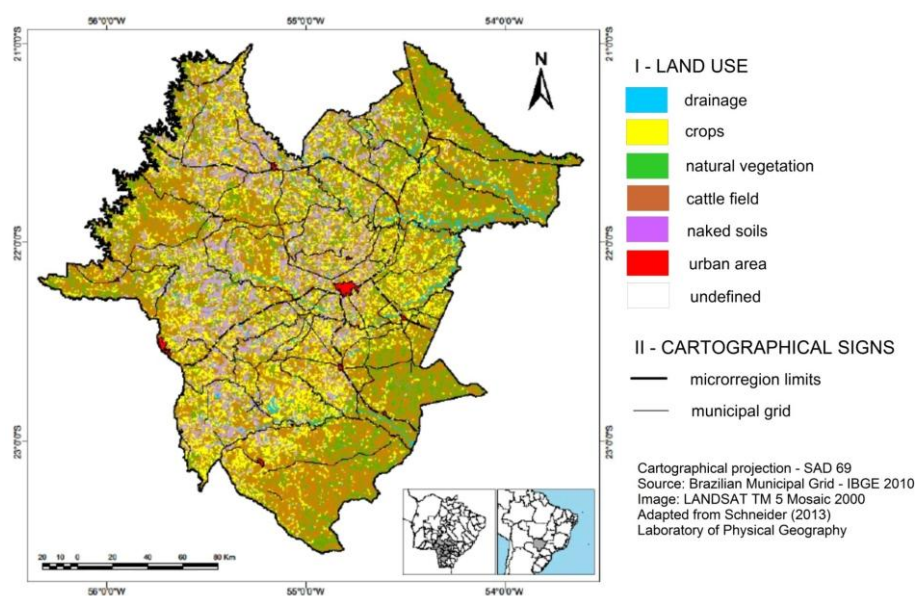 56°0'0"W 55°0'0"W 54°0'0"W
21°0'0"S
21°0'0"S
N
22°0'0"S
22°0'0"S
23°0'0"S
23°0'0"S
20 10 0 20 40 60 80 Km
56°0'0"W 55°0'0"W 54°0'0"W
I - LAND USE
drainage
crops
natural vegetation
cattle field
naked soils
urban area
undefined
II - CARTOGRAPHICAL SIGNS
microrregion limits
municipal grid
Cartographical projection - SAD 69
Source: Brazilian Municipal Grid - IBGE 2010
Image: LANDSAT TM 5 Mosaic 2000
Adapted from Schneider (2013)
Laboratory of Physical Geography